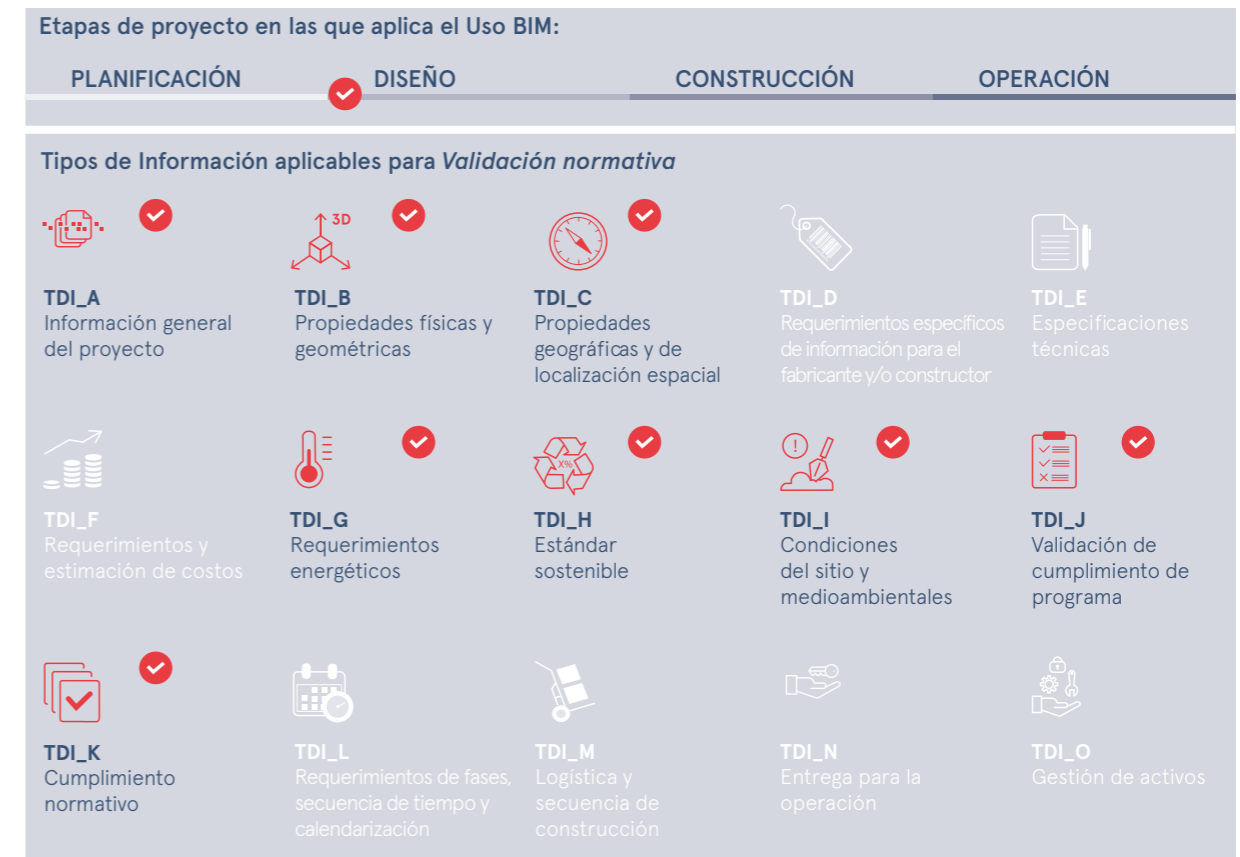 Etapas de proyecto en las que aplica el Uso BIM:
PLANIFICACIÓN DISEÑO CONSTRUCCIÓN OPERACIÓN
Tipos de Información aplicables para Validación normativa
3D
TDI_A
Información general
del proyecto
TDI_B
Propiedades físicas y
geométricas
TDI_C
Propiedades
geográficas y de
localización espacial
TDI_D
Requerimientos específicos
de información para el
fabricante y/o constructor
TDI_E
Especificaciones
técnicas
TDI_F
Requerimientos y
estimación de costos
TDI_G
Requerimientos
energéticos
X%
TDI_H
Estándar
sostenible
TDI_I
Condiciones
del sitio y
medioambientales
TDI_J
Validación de
cumplimiento de
programa
TDI_K
Cumplimiento
normativo
TDI_L
Requerimientos de fases,
secuencia de tiempo y
calendarización
TDI_M
Logística y
secuencia de
construcción
TDI_N
Entrega para la
operación
TDI_O
Gestión de activos